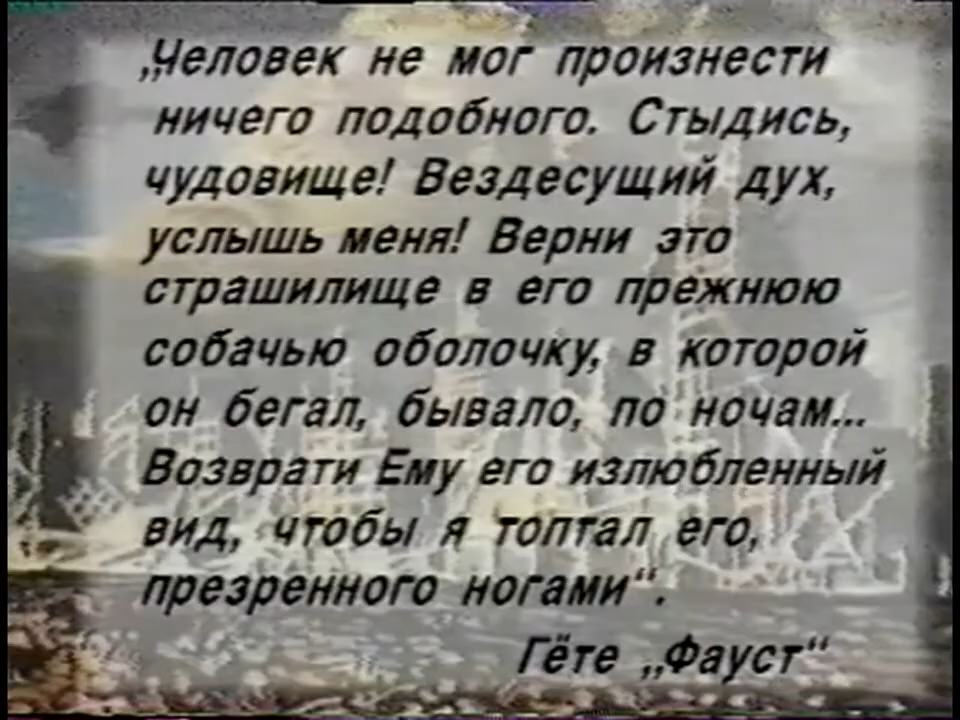 „Человек не мог произнести
ничего подобного. Стыдись,
чудовище! Вездесущий дух,
услышь меня! Верни это
страшилище в его прежнюю
собачью оболочку, в которой
он бегал, бывало, по ночам...
Возврати Ему его излюбленный
вид, чтобы я топтал его,
презренного ногами“.
Гёте „Фауст“